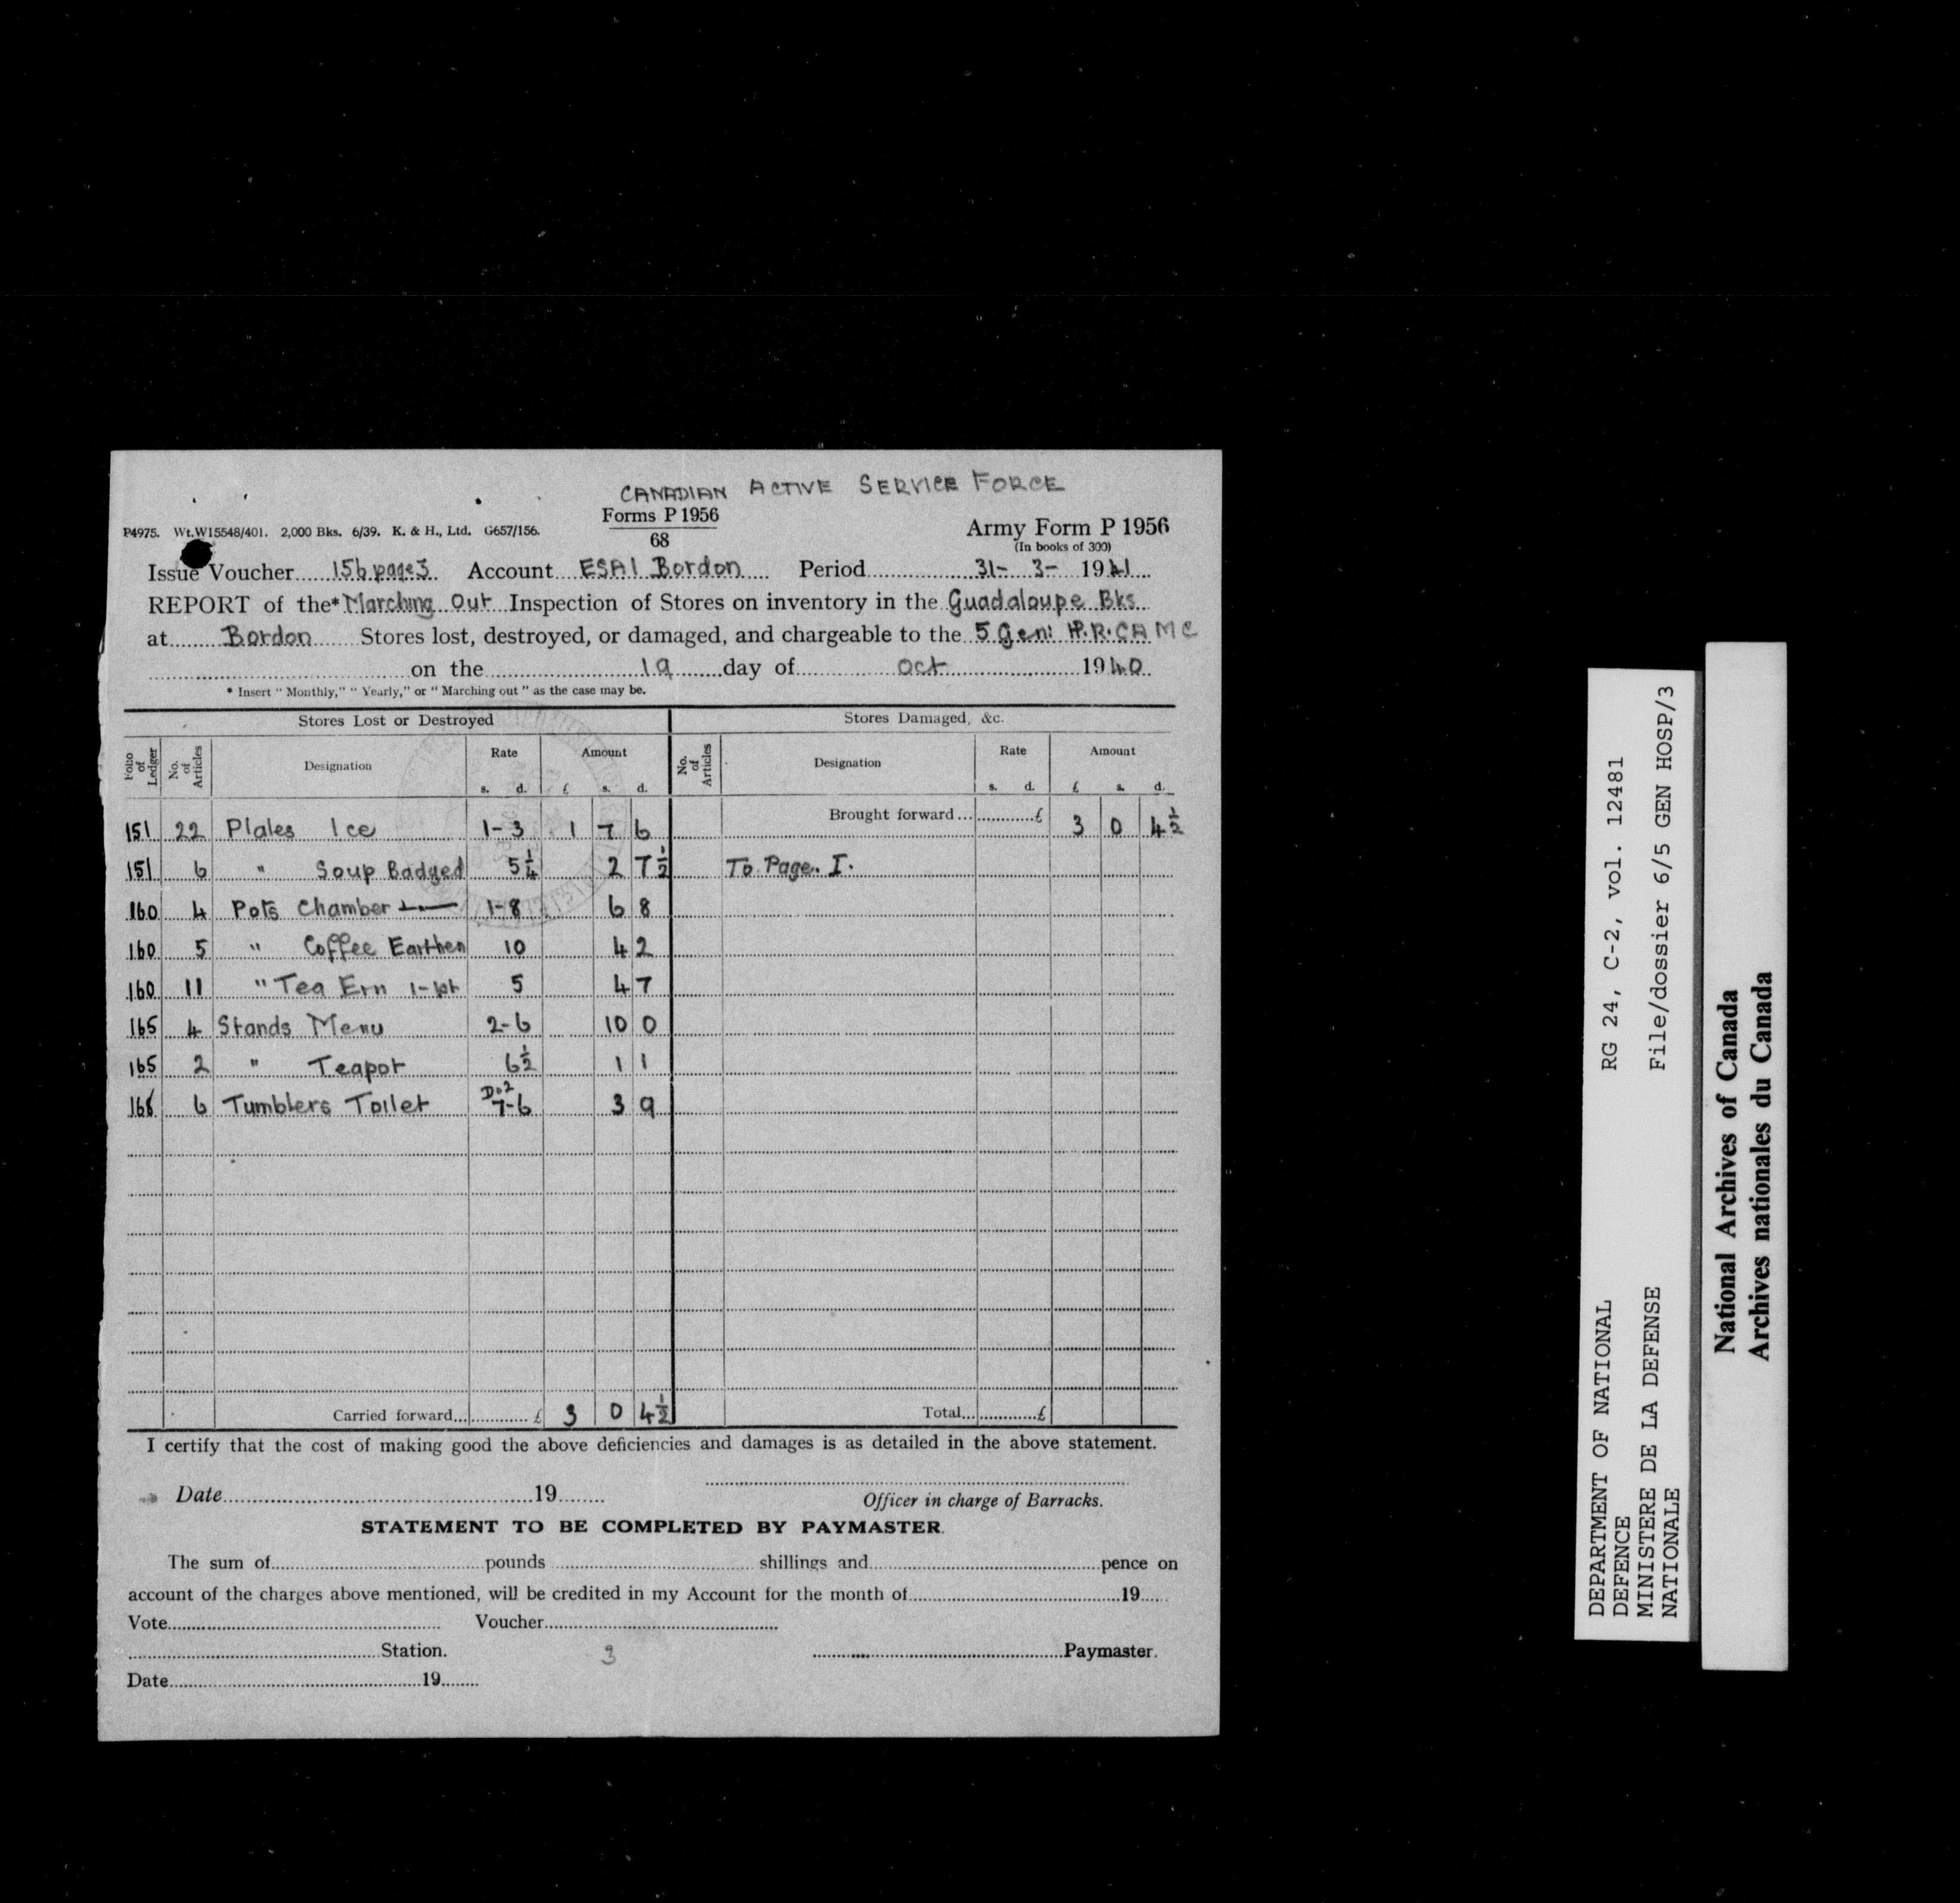 CANADIAN ACTIVE SERVICE FORCE
Forms P 1956
68
P4975. Wt.W15548/401. 2,000 Bks. 6/39. K. & H., Ltd. G657/156.
Army Form P 1956
(In books of 300)
Issue Voucher 156 page 3 Account ESA1 Bordon Period 31- 3- 1941
REPORT of the* Marching Out Inspection of Stores on inventory in the Guadaloupe Bks
at Bordon Stores lost, destroyed, or damaged, and chargeable to the 5 Gen: H.R.CAMC
on the 19 day of Oct 1940
* Insert " Monthly," " Yearly," or " Marching out " as the case may be.
Stores Lost or Destroyed Stores Damaged, &c.
Folio of Ledger No. of Articles Designation Rate Amount No. of Articles Designation Rate Amount
s. d. £ s. d. s. d. £ s. d.
151 22 Plates Ice 1-3 1 7 6 Brought forward... £ 3 0 4½
151 6 " Soup Badged 5¼ 2 7½ To Page. I.
160 4 Pots Chamber 1-8 6 8
160 5 " Coffee Earthen 10 4 2
160 11 " Tea Ern 1-pt 5 4 7
165 4 Stands Menu 2-6 10 0
165 2 " Teapot 6½ 1 1
166 6 Tumblers Toilet Doz 7-6 3 9
Carried forward... £ 3 0 4½ Total... £
I certify that the cost of making good the above deficiencies and damages is as detailed in the above statement.
Date 19
Officer in charge of Barracks.
STATEMENT TO BE COMPLETED BY PAYMASTER.
The sum of pounds shillings and pence on
account of the charges above mentioned, will be credited in my Account for the month of 19
Vote Voucher
Station. 3 Paymaster.
Date 19
DEPARTMENT OF NATIONAL DEFENCE RG 24, C-2, vol. 12481
MINISTERE DE LA DEFENSE NATIONALE File/dossier 6/5 GEN HOSP/3
National Archives of Canada
Archives nationales du Canada